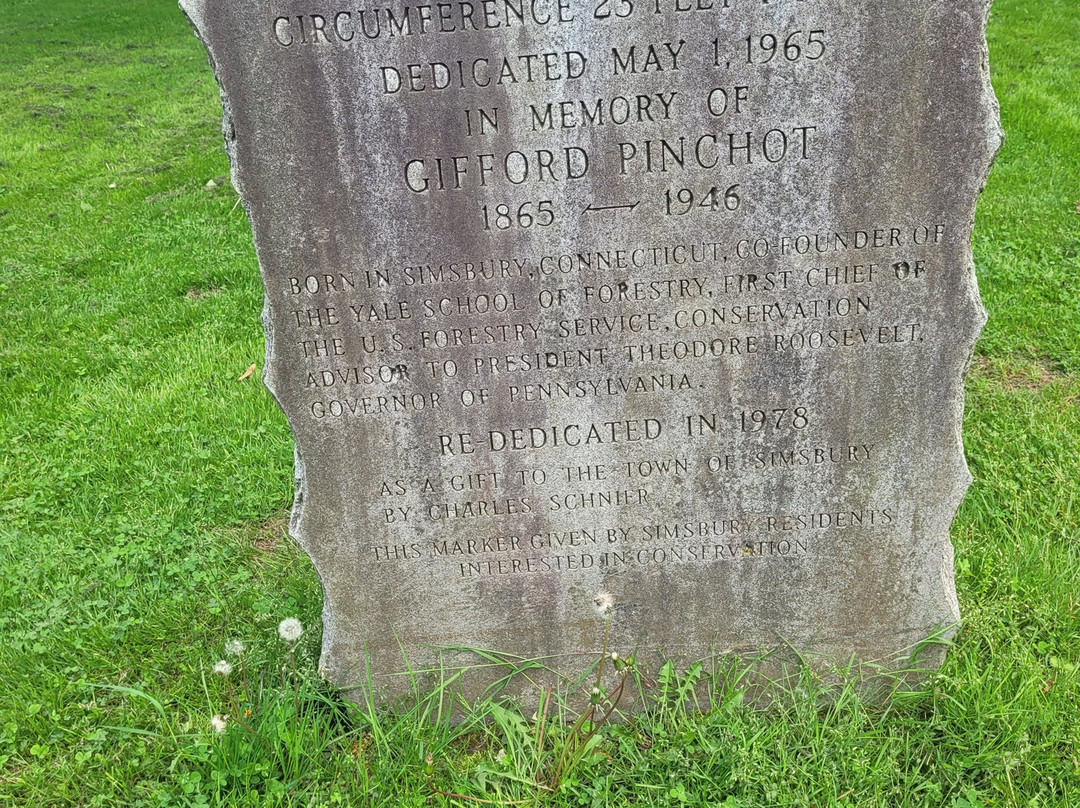 CIRCUMFERENCE 23 FEET
DEDICATED MAY 1, 1965
IN MEMORY OF
GIFFORD PINCHOT
1865 ⟷ 1946
BORN IN SIMSBURY, CONNECTICUT, CO-FOUNDER OF
THE YALE SCHOOL OF FORESTRY, FIRST CHIEF OF
THE U.S. FORESTRY SERVICE, CONSERVATION
ADVISOR TO PRESIDENT THEODORE ROOSEVELT,
GOVERNOR OF PENNSYLVANIA.
RE-DEDICATED IN 1978
AS A GIFT TO THE TOWN OF SIMSBURY
BY CHARLES SCHNIER.
THIS MARKER GIVEN BY SIMSBURY RESIDENTS
INTERESTED IN CONSERVATION